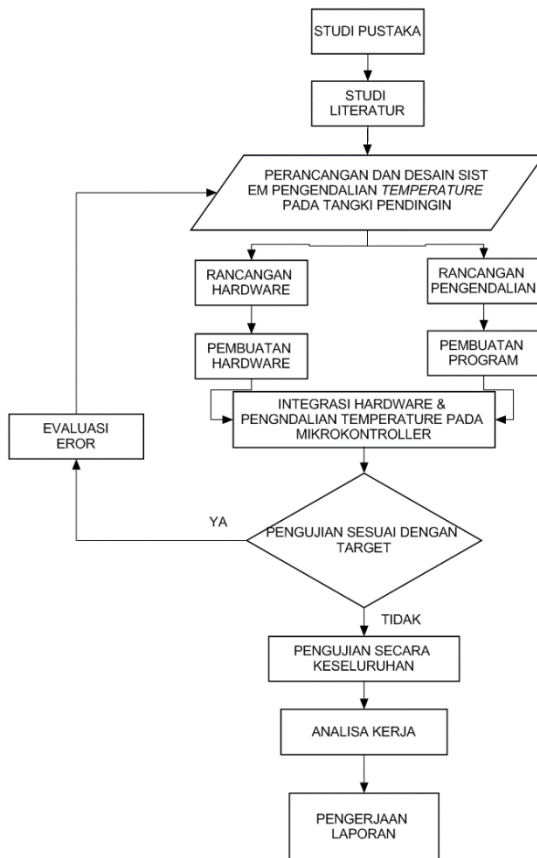 STUDI PUSTAKA
STUDI
LITERATUR
PERANCANGAN DAN DESAIN SIST
EM PENGENDALIAN TEMPERATURE
PADA TANGKI PENDINGIN
RANCANGAN
HARDWARE
RANCANGAN
PENGENDALIAN
PEMBUATAN
HARDWARE
PEMBUATAN
PROGRAM
INTEGRASI HARDWARE &
PENGNDALIAN TEMPERATURE PADA
MIKROKONTROLLER
EVALUASI
EROR
YA
PENGUJIAN SESUAI DENGAN
TARGET
TIDAK
PENGUJIAN SECARA
KESELURUHAN
ANALISA KERJA
PENGERJAAN
LAPORAN